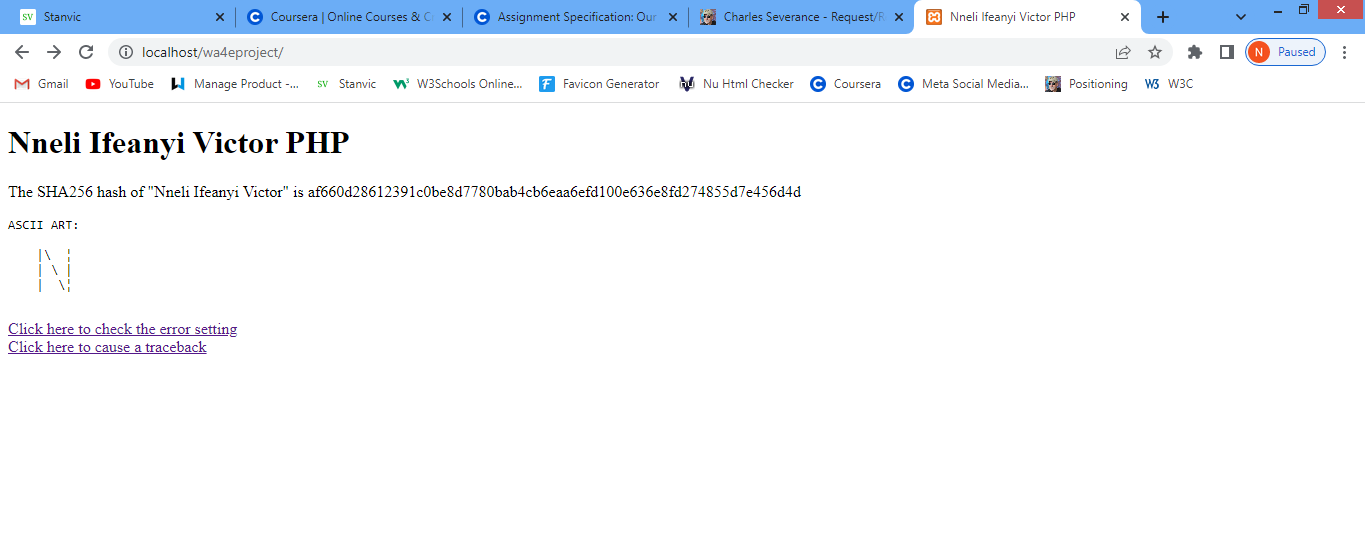 Stanvic
Coursera | Online Courses & C
Assignment Specification: Our
Charles Severance - Request/R
Nneli Ifeanyi Victor PHP
localhost/wa4eproject/
N Paused
Gmail
YouTube
Manage Product -...
SV Stanvic
W3Schools Online...
Favicon Generator
Nu Html Checker
Coursera
Meta Social Media...
Positioning
W3C
Nneli Ifeanyi Victor PHP
The SHA256 hash of "Nneli Ifeanyi Victor" is af660d28612391c0be8d7780bab4cb6eaa6efd100e636e8fd274855d7e456d4d
ASCII ART:
|\  ¦
| \ |
|  \¦
Click here to check the error setting
Click here to cause a traceback